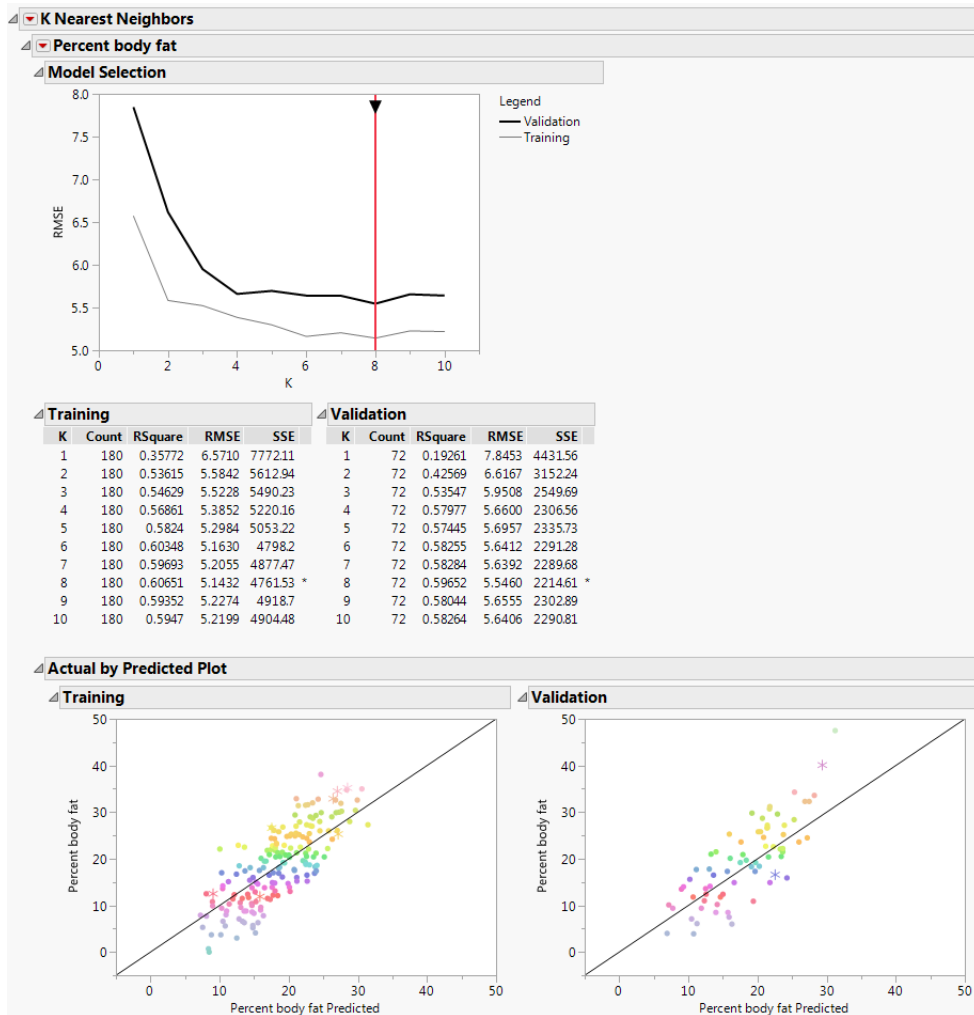 K Nearest Neighbors
Percent body fat
Model Selection
8.0
7.5
7.0
6.5
6.0
5.5
5.0
RMSE
0 2 4 6 8 10
K
Legend
Validation
Training
Training
K Count RSquare RMSE SSE
1 180 0.35772 6.5710 7772.11
2 180 0.53615 5.5842 5612.94
3 180 0.54629 5.5228 5490.23
4 180 0.56861 5.3852 5220.16
5 180 0.5824 5.2984 5053.22
6 180 0.60348 5.1630 4798.2
7 180 0.59693 5.2055 4877.47
8 180 0.60651 5.1432 4761.53 *
9 180 0.59352 5.2274 4918.7
10 180 0.5947 5.2199 4904.48
Validation
K Count RSquare RMSE SSE
1 72 0.19261 7.8453 4431.56
2 72 0.42569 6.6167 3152.24
3 72 0.53547 5.9508 2549.69
4 72 0.57977 5.6600 2306.56
5 72 0.57445 5.6957 2335.73
6 72 0.58255 5.6412 2291.28
7 72 0.58284 5.6392 2289.68
8 72 0.59652 5.5460 2214.61 *
9 72 0.58044 5.6555 2302.89
10 72 0.58264 5.6406 2290.81
Actual by Predicted Plot
Training
50
40
30
20
10
0
Percent body fat
0 10 20 30 40 50
Percent body fat Predicted
Validation
50
40
30
20
10
0
Percent body fat
0 10 20 30 40 50
Percent body fat Predicted